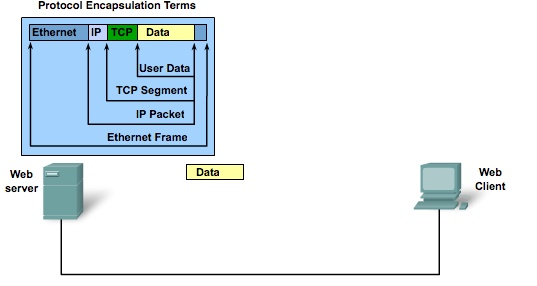 Protocol Encapsulation Terms
Ethernet IP TCP Data
User Data
TCP Segment
IP Packet
Ethernet Frame
Web
server
Data
Web
Client